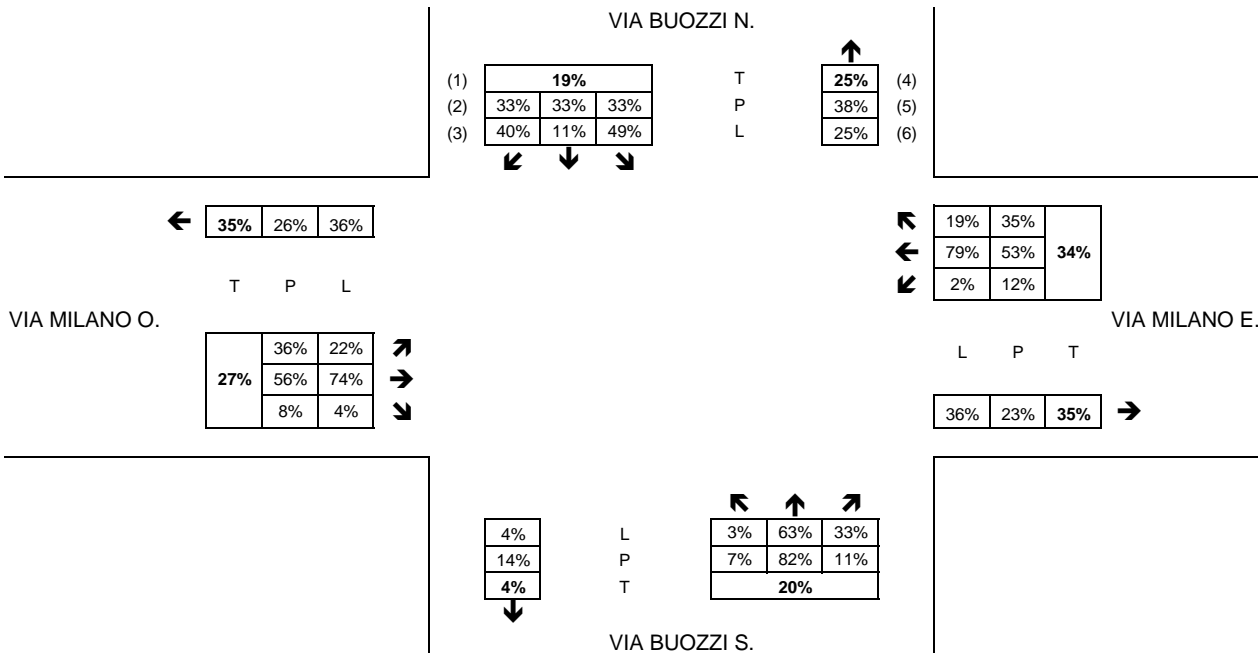 VIA BUOZZI N.
(1) 19% T 25% (4)
(2) 33% 33% 33% P 38% (5)
(3) 40% 11% 49% L 25% (6)
35% 26% 36%
T P L
19% 35%
79% 53% 34%
2% 12%
VIA MILANO O.
VIA MILANO E.
36% 22%
27% 56% 74%
8% 4%
L P T
36% 23% 35%
4% L 3% 63% 33%
14% P 7% 82% 11%
4% T 20%
VIA BUOZZI S.